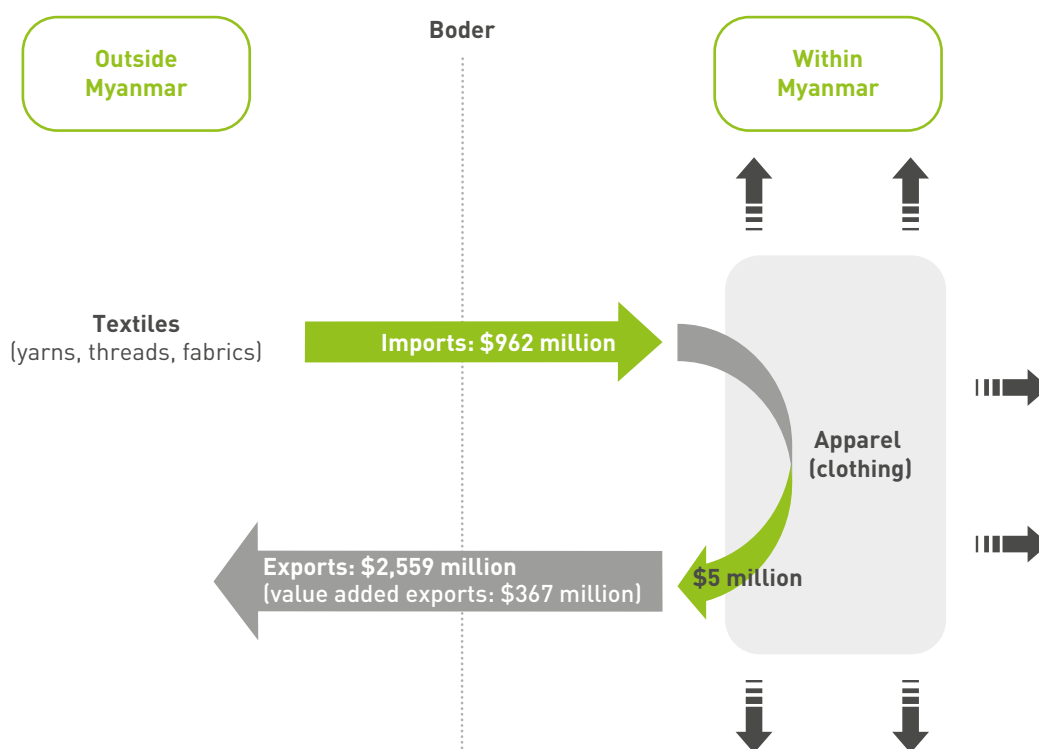 Boder
Outside
Myanmar
Within
Myanmar
Textiles
(yarns, threads, fabrics)
Imports: $962 million
Apparel
(clothing)
Exports: $2,559 million
(value added exports: $367 million)
$5 million